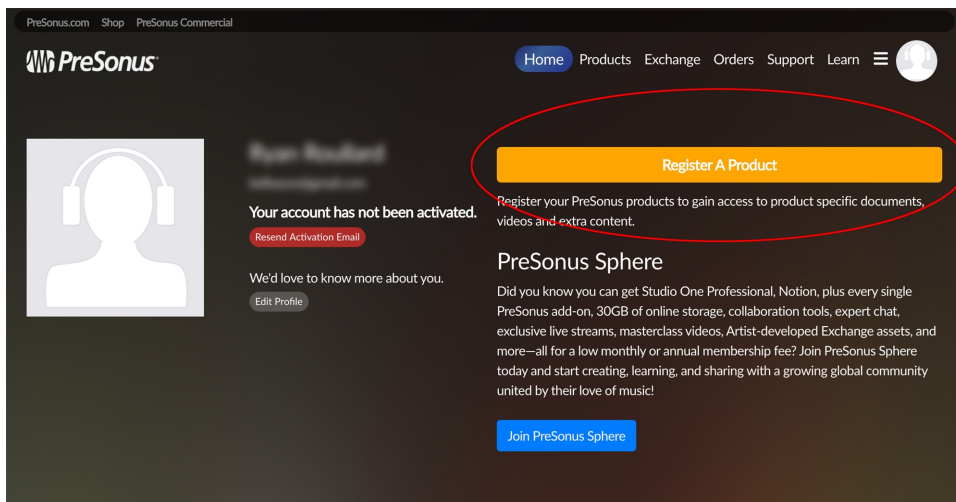 PreSonus.com Shop PreSonus Commercial
PreSonus
Home Products Exchange Orders Support Learn
Register A Product
Register your PreSonus products to gain access to product specific documents,
videos and extra content.
Your account has not been activated.
Resend Activation Email
We'd love to know more about you.
Edit Profile
PreSonus Sphere
Did you know you can get Studio One Professional, Notion, plus every single
PreSonus add-on, 30GB of online storage, collaboration tools, expert chat,
exclusive live streams, masterclass videos, Artist-developed Exchange assets, and
more—all for a low monthly or annual membership fee? Join PreSonus Sphere
today and start creating, learning, and sharing with a growing global community
united by their love of music!
Join PreSonus Sphere